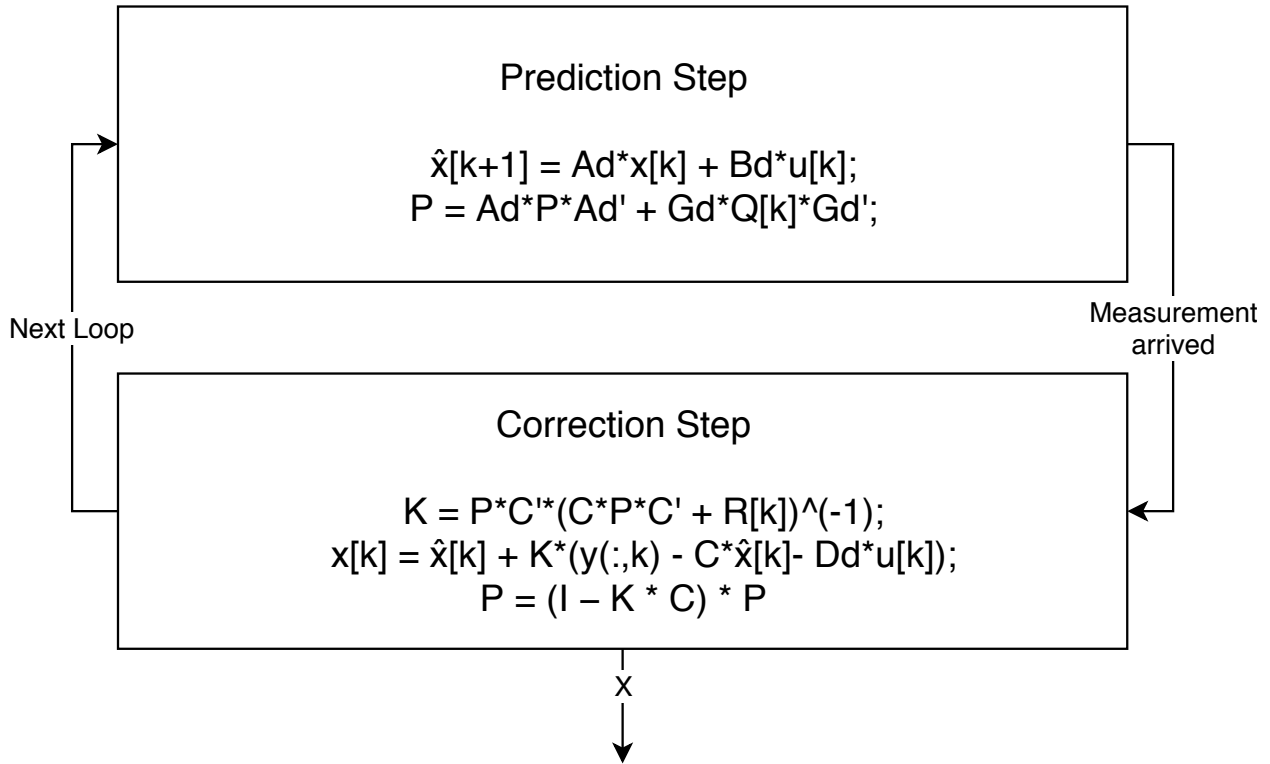 Prediction Step
x̂[k+1] = Ad*x[k] + Bd*u[k];
P = Ad*P*Ad' + Gd*Q[k]*Gd';
Next Loop
Measurement
arrived
Correction Step
K = P*C'*(C*P*C' + R[k])^(-1);
x[k] = x̂[k] + K*(y(:,k) - C*x̂[k]- Dd*u[k]);
P = (I – K * C) * P
x